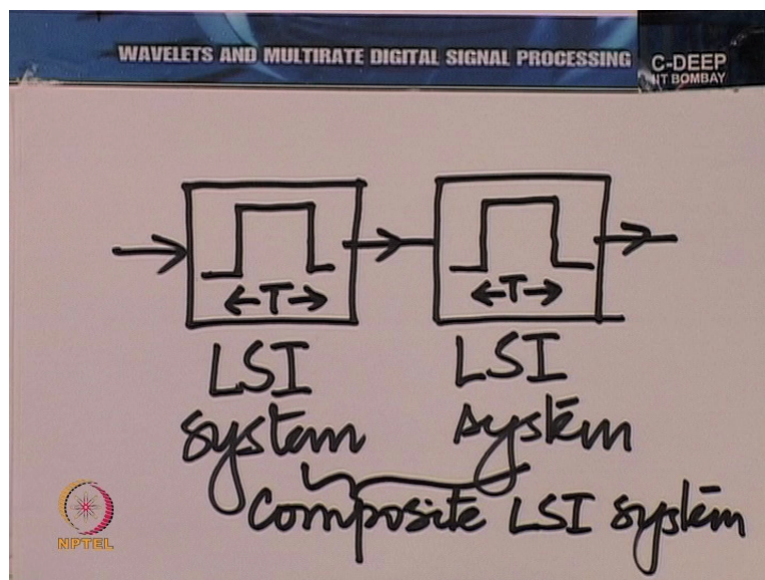 WAVELETS AND MULTIRATE DIGITAL SIGNAL PROCESSING
C-DEEP
IIT BOMBAY
←T→ ←T→
LSI LSI
system system
Composite LSI system
NPTEL